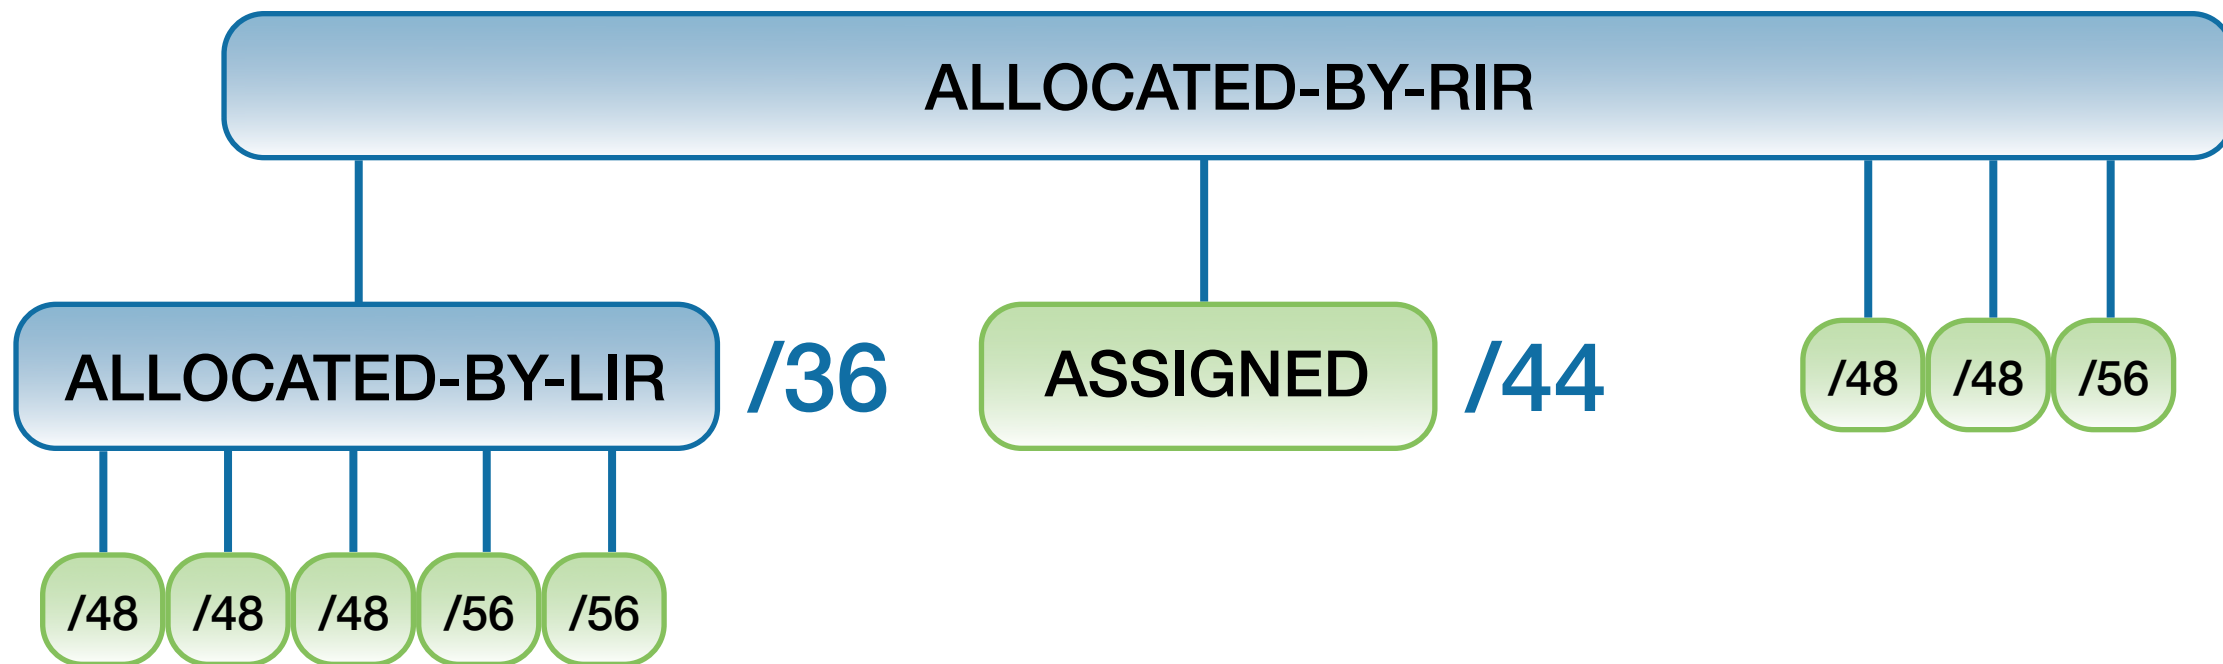 ALLOCATED-BY-RIR
ALLOCATED-BY-LIR /36 ASSIGNED /44 /48 /48 /56
/48 /48 /48 /56 /56